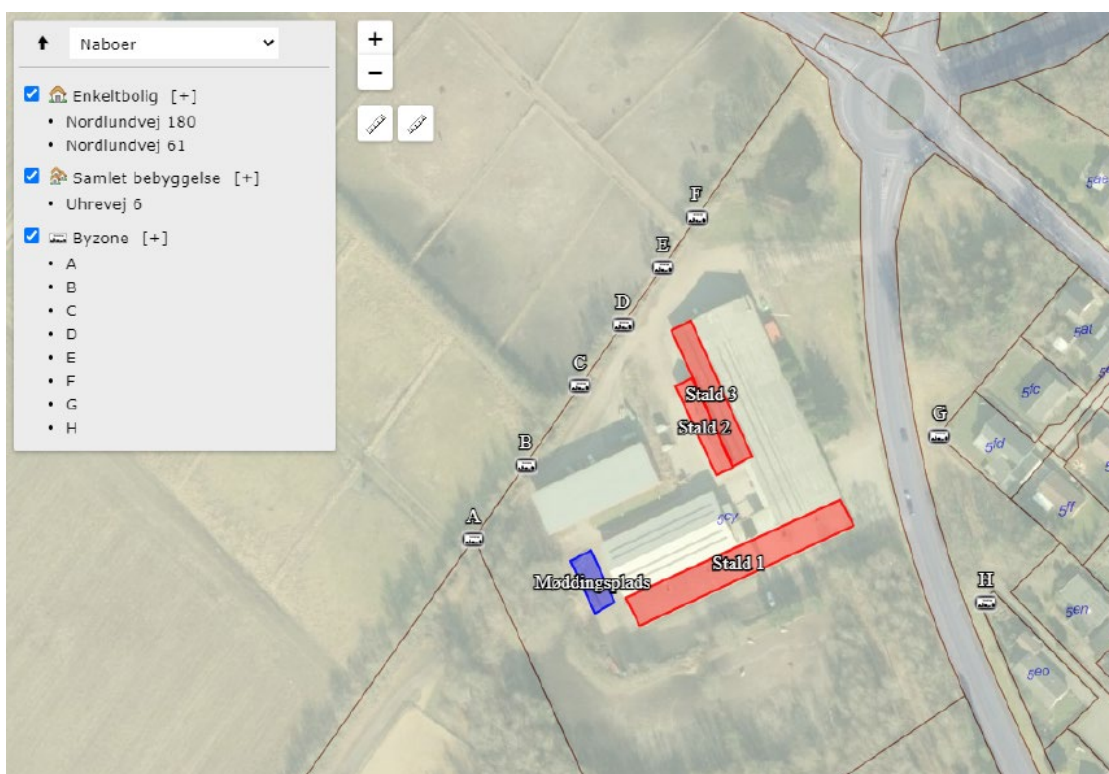 Naboer
Enkeltbolig [+]
• Nordlundvej 180
• Nordlundvej 61
Samlet bebyggelse [+]
• Uhrevej 6
Byzone [+]
• A
• B
• C
• D
• E
• F
• G
• H
+
−
F
E
D
C
B
A
G
H
Stald 3
Stald 2
Stald 1
Møddingsplads
5cy
5al
5fc
5fd
5ff
5en
5eo